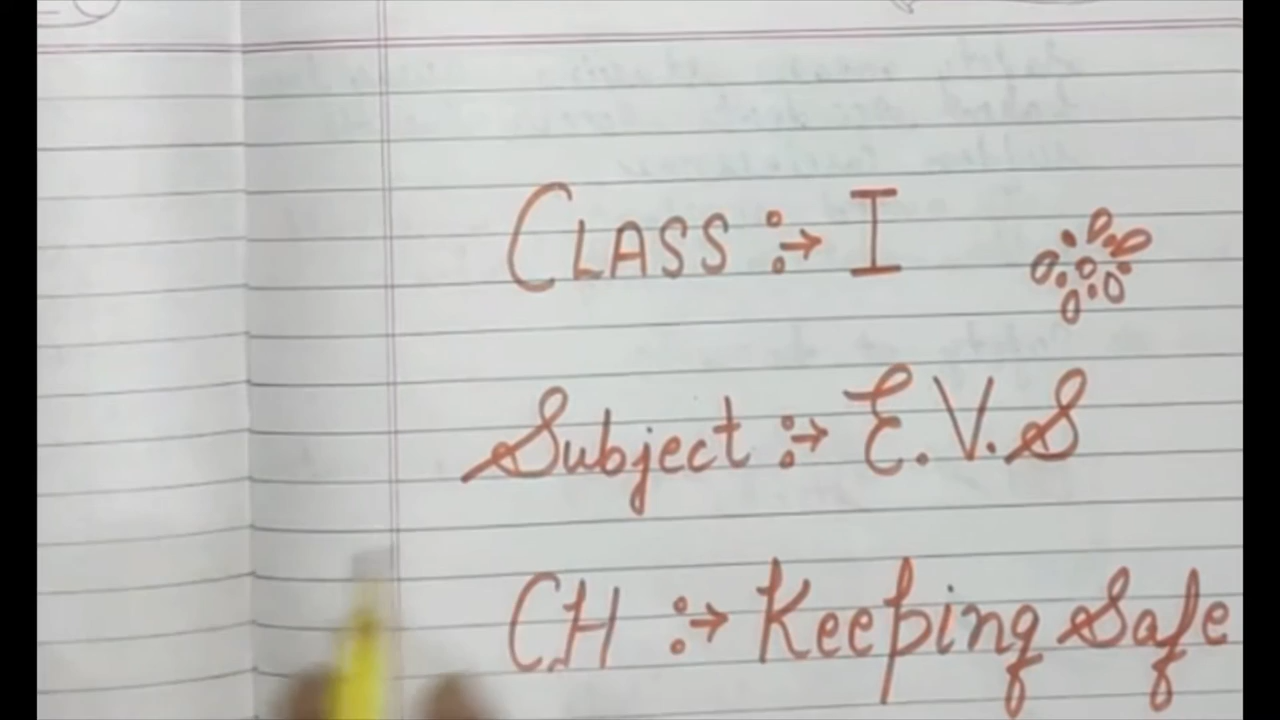 CLASS :→ I
Subject :→ E.V.S
CH :→ Keeping Safe